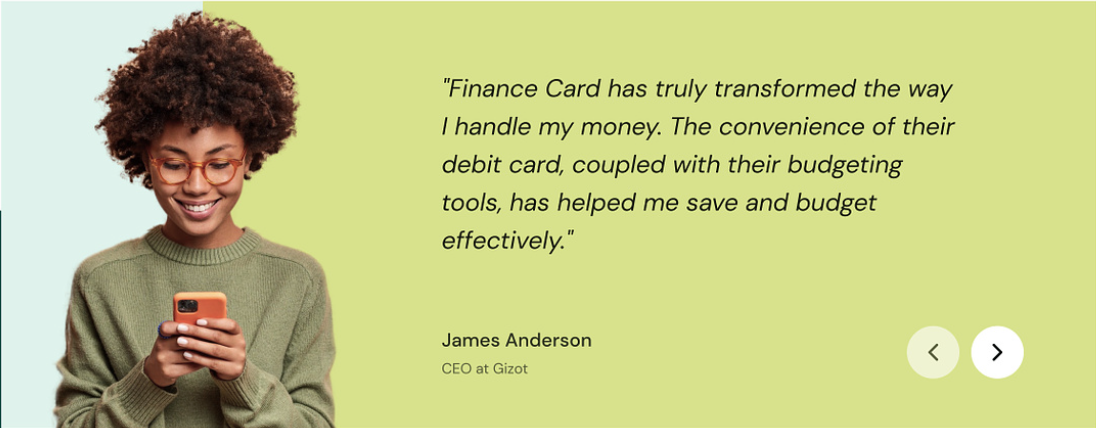 "Finance Card has truly transformed the way
I handle my money. The convenience of their
debit card, coupled with their budgeting
tools, has helped me save and budget
effectively."
James Anderson
CEO at Gizot